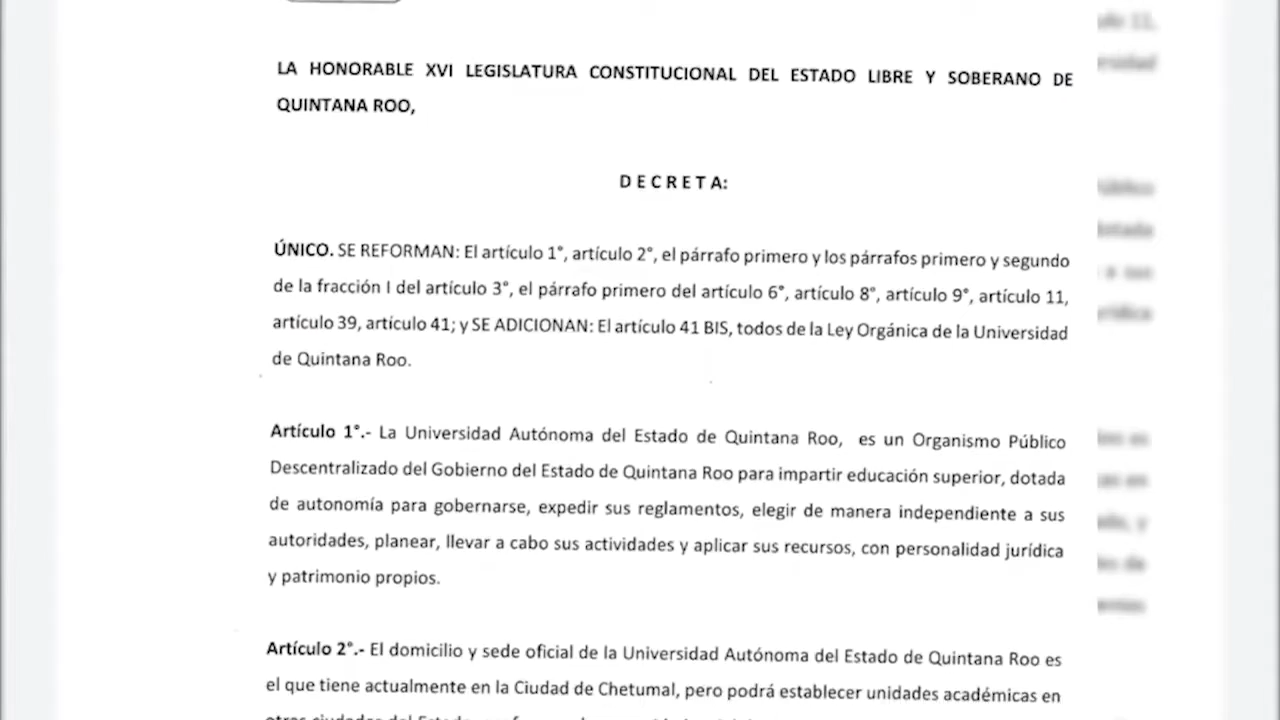 LA HONORABLE XVI LEGISLATURA CONSTITUCIONAL DEL ESTADO LIBRE Y SOBERANO DE
QUINTANA ROO,
D E C R E T A:
ÚNICO. SE REFORMAN: El artículo 1°, artículo 2°, el párrafo primero y los párrafos primero y segundo
de la fracción I del artículo 3°, el párrafo primero del artículo 6°, artículo 8°, artículo 9°, artículo 11,
artículo 39, artículo 41; y SE ADICIONAN: El artículo 41 BIS, todos de la Ley Orgánica de la Universidad
de Quintana Roo.
Artículo 1°.- La Universidad Autónoma del Estado de Quintana Roo, es un Organismo Público
Descentralizado del Gobierno del Estado de Quintana Roo para impartir educación superior, dotada
de autonomía para gobernarse, expedir sus reglamentos, elegir de manera independiente a sus
autoridades, planear, llevar a cabo sus actividades y aplicar sus recursos, con personalidad jurídica
y patrimonio propios.
Artículo 2°.- El domicilio y sede oficial de la Universidad Autónoma del Estado de Quintana Roo es
el que tiene actualmente en la Ciudad de Chetumal, pero podrá establecer unidades académicas en